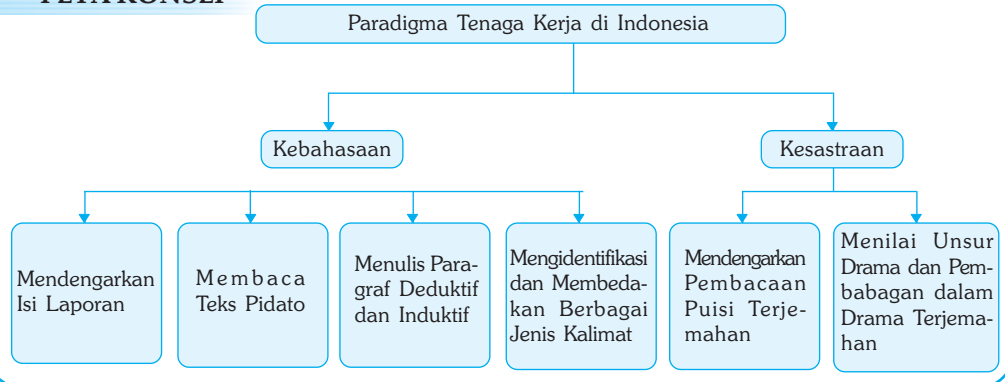 PETA KONSEP
Paradigma Tenaga Kerja di Indonesia
Kebahasaan
Kesastraan
Mendengarkan
Isi Laporan
Membaca
Teks Pidato
Menulis Para-
graf Deduktif
dan Induktif
Mengidentifikasi
dan Membeda-
kan Berbagai
Jenis Kalimat
Mendengarkan
Pembacaan
Puisi Terje-
mahan
Menilai Unsur
Drama dan Pem-
babagan dalam
Drama Terjema-
han